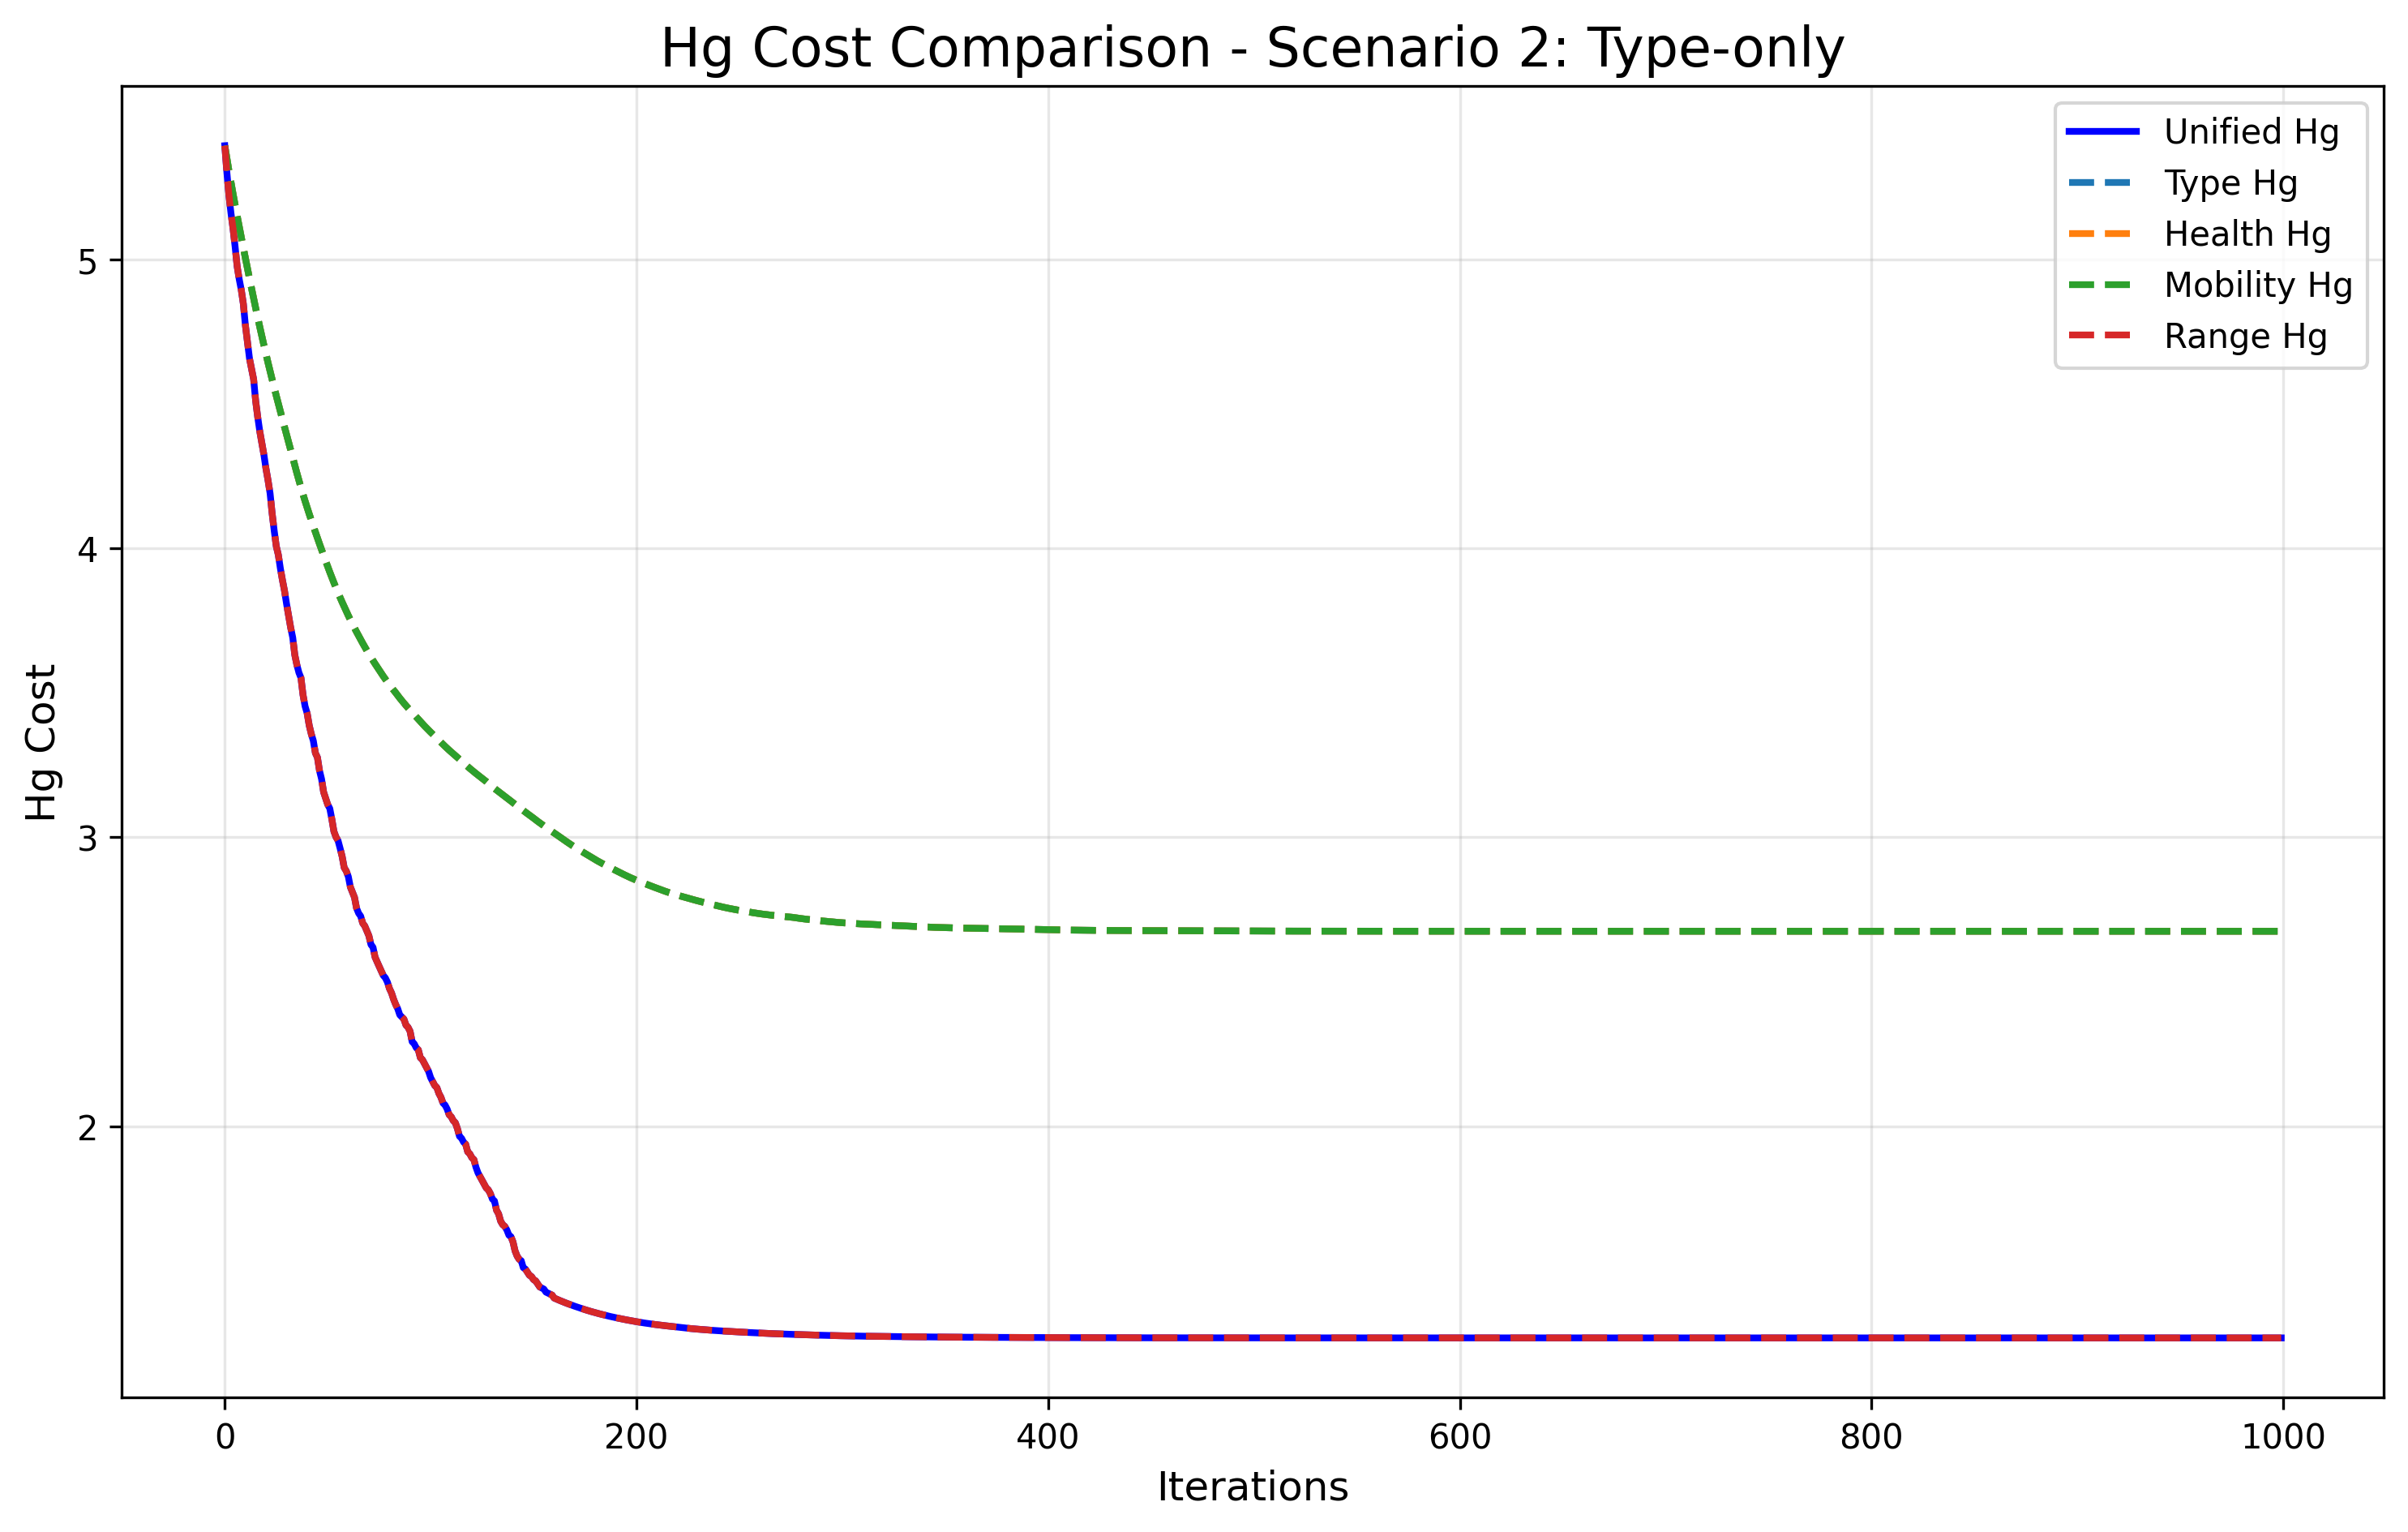 Hg Cost Comparison - Scenario 2: Type-only
Unified Hg
Type Hg
Health Hg
Mobility Hg
Range Hg
5
4
3
2
Hg Cost
0 200 400 600 800 1000
Iterations